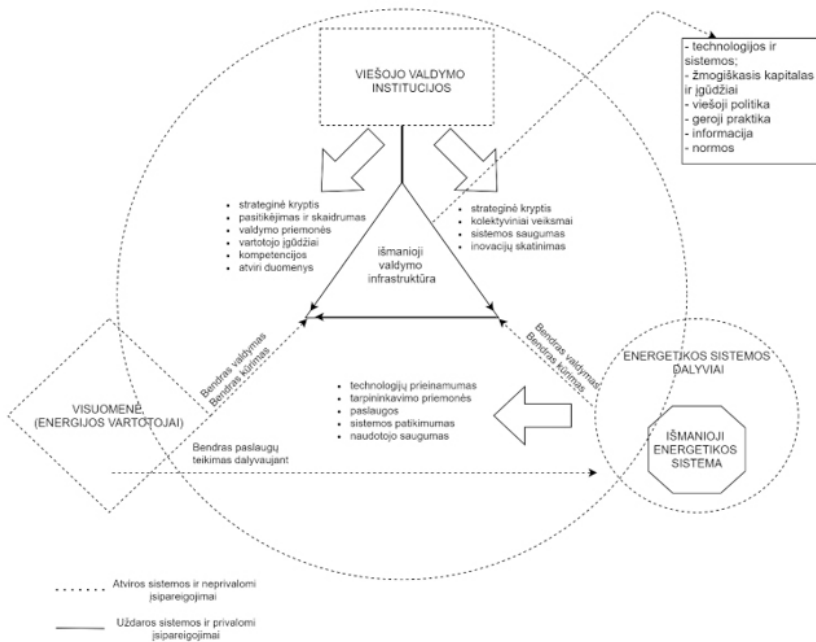 VIEŠOJO VALDYMO
INSTITUCIJOS
- technologijos ir
sistemos;
- žmogiškasis kapitalas
ir įgūdžiai
- viešoji politika
- geroji praktika
- informacija
- normos
• strateginė kryptis
• pasitikėjimas ir skaidrumas
• valdymo priemonės
• vartotojo įgūdžiai
• kompetencijos
• atviri duomenys
• strateginė kryptis
• kolektyviniai veiksmai
• sistemos saugumas
• inovacijų skatinimas
išmanioji
valdymo
infrastruktūra
Bendras valdymas
Bendras kūrimas
Bendras valdymas
Bendras kūrimas
VISUOMENĖ
(ENERGIJOS VARTOTOJAI)
• technologijų prieinamumas
• tarpininkavimo priemonės
• paslaugos
• sistemos patikimumas
• naudotojo saugumas
ENERGETIKOS SISTEMOS
DALYVIAI
IŠMANIOJI
ENERGETIKOS
SISTEMA
Bendras paslaugų
teikimas dalyvaujant
Atviros sistemos ir neprivalomi
įsipareigojimai
Uždaros sistemos ir privalomi
įsipareigojimai